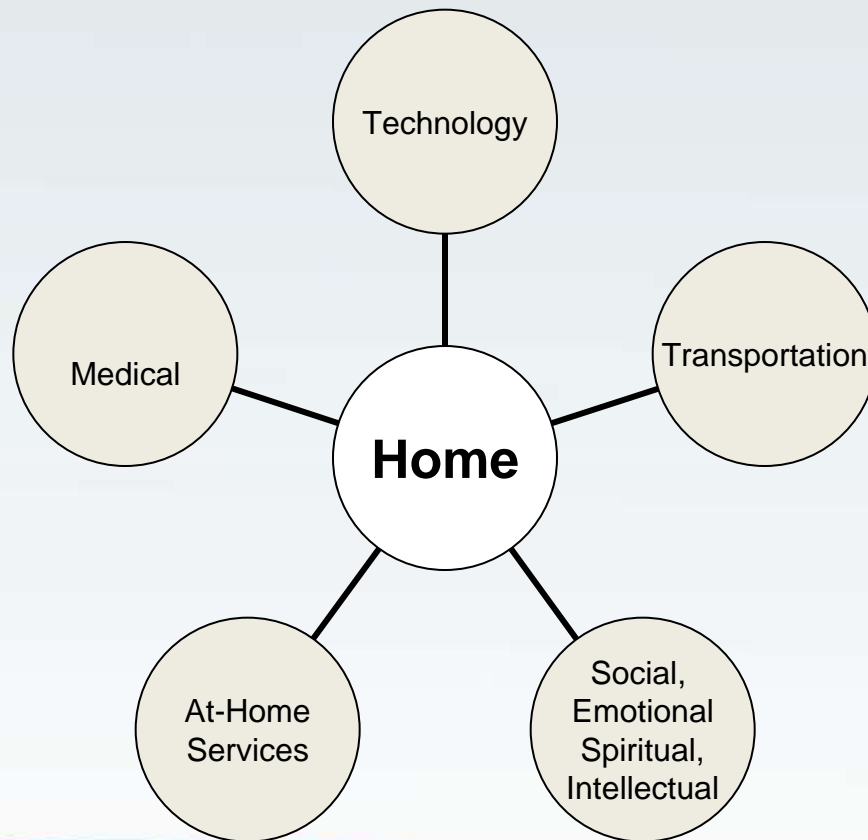 Technology
Medical
Transportation
Home
At-Home
Services
Social,
Emotional
Spiritual,
Intellectual